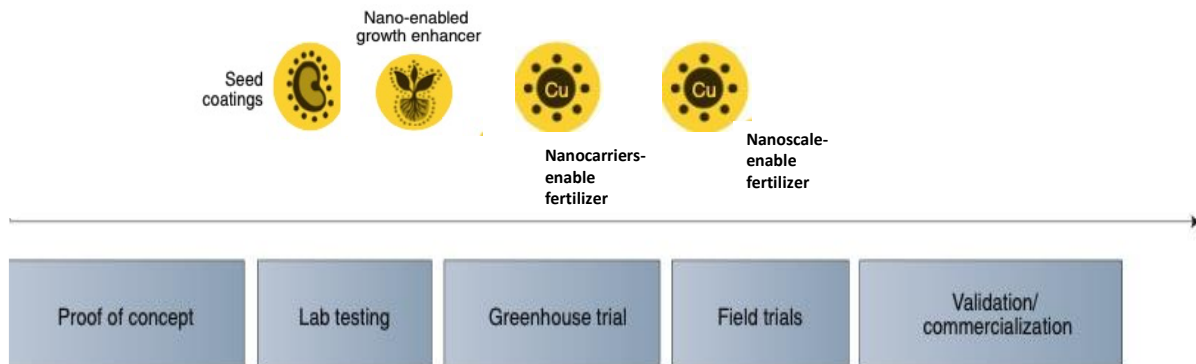 Nano-enabled
growth enhancer
Seed
coatings
Cu
Cu
Nanocarriers-
enable
fertilizer
Nanoscale-
enable
fertilizer
Proof of concept
Lab testing
Greenhouse trial
Field trials
Validation/
commercialization